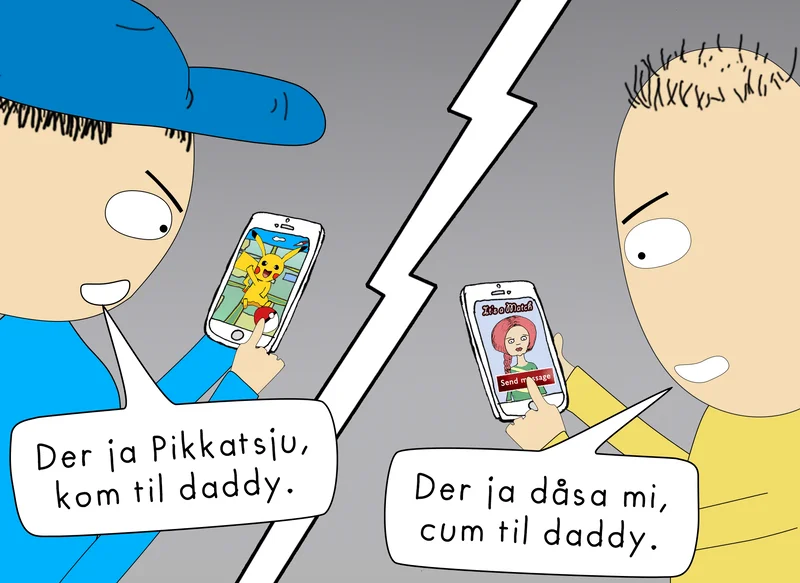 Der ja Pikkatsju,
kom til daddy.
It's a Match
Send message
Der ja dåsa mi,
cum til daddy.